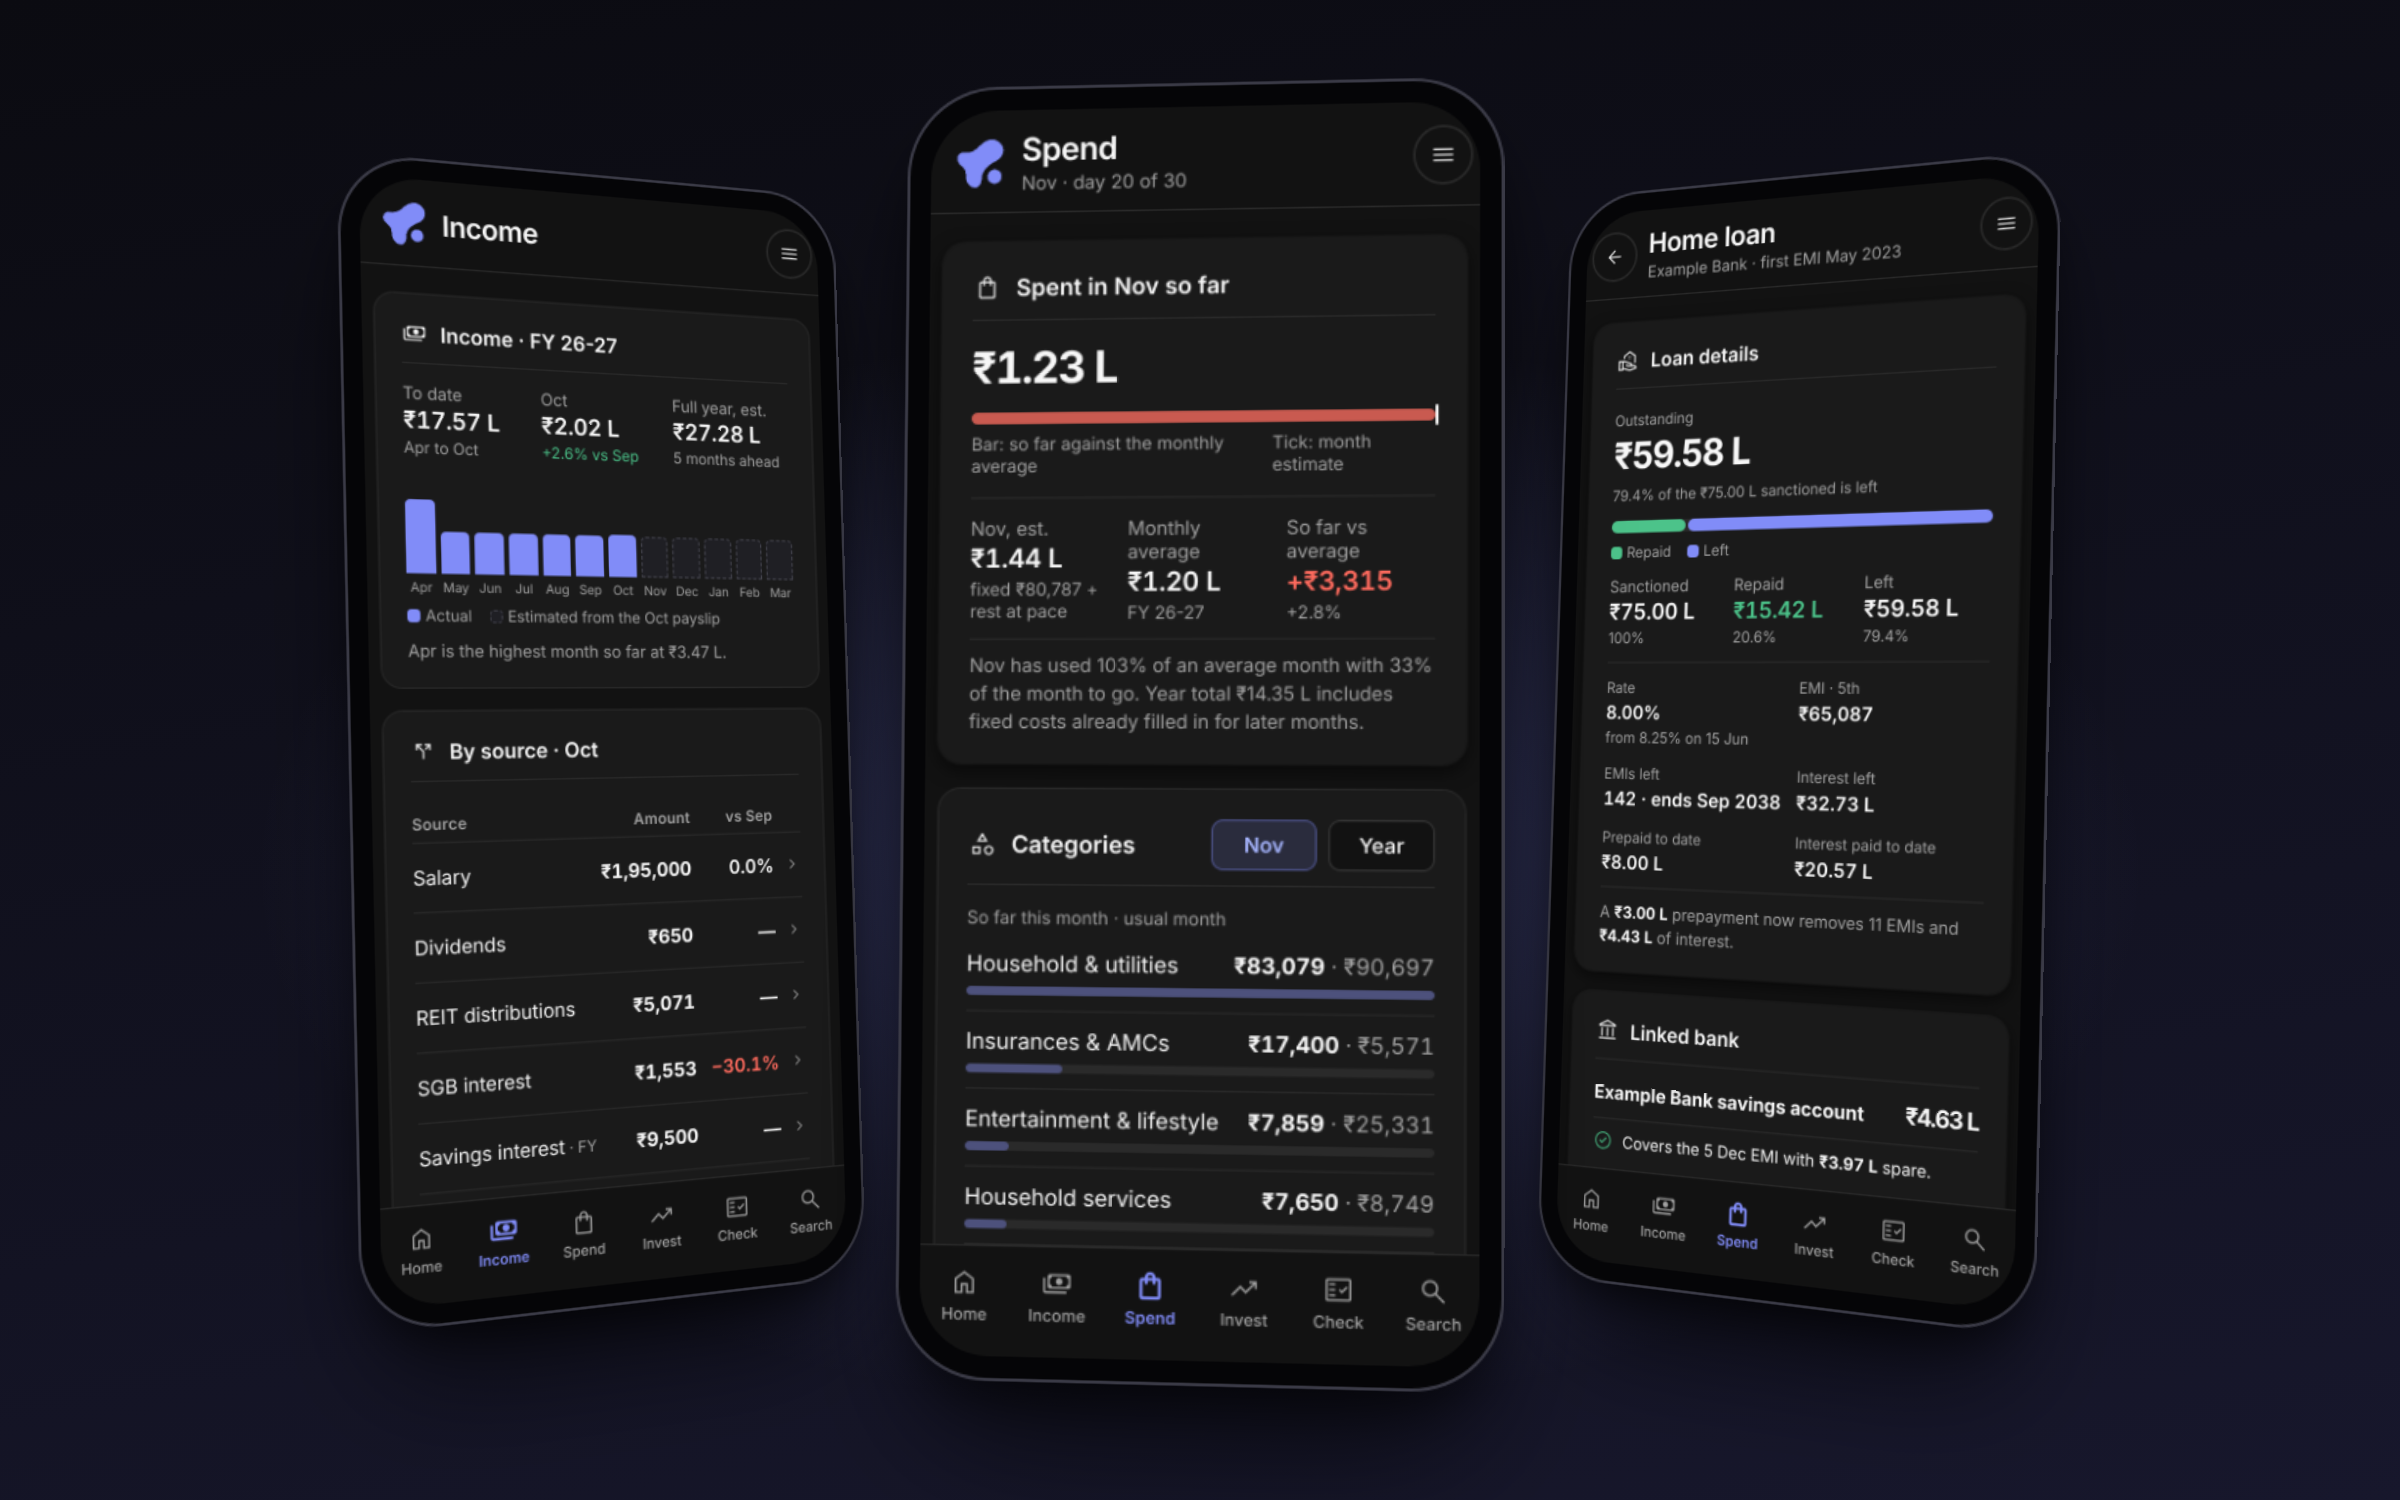 Income
Income · FY 26-27
To date
₹17.57 L
Apr to Oct
Oct
₹2.02 L
+2.6% vs Sep
Full year, est.
₹27.28 L
5 months ahead
Apr May Jun Jul Aug Sep Oct Nov Dec Jan Feb Mar
Actual Estimated from the Oct payslip
Apr is the highest month so far at ₹3.47 L.
By source · Oct
Source Amount vs Sep
Salary ₹1,95,000 0.0%
Dividends ₹650 —
REIT distributions ₹5,071 —
SGB interest ₹1,553 −30.1%
Savings interest · FY ₹9,500 —
Home Income Spend Invest Check Search
Spend
Nov · day 20 of 30
Spent in Nov so far
₹1.23 L
Bar: so far against the monthly
average
Tick: month
estimate
Nov, est.
₹1.44 L
fixed ₹80,787 +
rest at pace
Monthly
average
₹1.20 L
FY 26-27
So far vs
average
+₹3,315
+2.8%
Nov has used 103% of an average month with 33%
of the month to go. Year total ₹14.35 L includes
fixed costs already filled in for later months.
Categories Nov Year
So far this month · usual month
Household & utilities ₹83,079 · ₹90,697
Insurances & AMCs ₹17,400 · ₹5,571
Entertainment & lifestyle ₹7,859 · ₹25,331
Household services ₹7,650 · ₹8,749
Home Income Spend Invest Check Search
Home loan
Example Bank · first EMI May 2023
Loan details
Outstanding
₹59.58 L
79.4% of the ₹75.00 L sanctioned is left
Repaid Left
Sanctioned
₹75.00 L
100%
Repaid
₹15.42 L
20.6%
Left
₹59.58 L
79.4%
Rate
8.00%
from 8.25% on 15 Jun
EMI · 5th
₹65,087
EMIs left
142 · ends Sep 2038
Interest left
₹32.73 L
Prepaid to date
₹8.00 L
Interest paid to date
₹20.57 L
A ₹3.00 L prepayment now removes 11 EMIs and
₹4.43 L of interest.
Linked bank
Example Bank savings account ₹4.63 L
Covers the 5 Dec EMI with ₹3.97 L spare.
Home Income Spend Invest Check Search